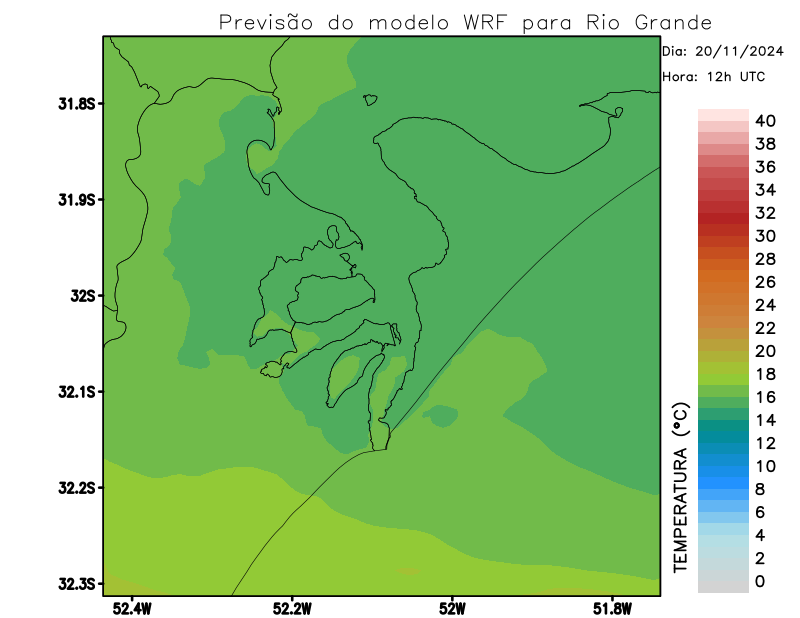 Previsão do modelo WRF para Rio Grande
Dia: 20/11/2024
Hora: 12h UTC
31.8S
31.9S
32S
32.1S
32.2S
32.3S
52.4W
52.2W
52W
51.8W
TEMPERATURA (°C)
40
38
36
34
32
30
28
26
24
22
20
18
16
14
12
10
8
6
4
2
0